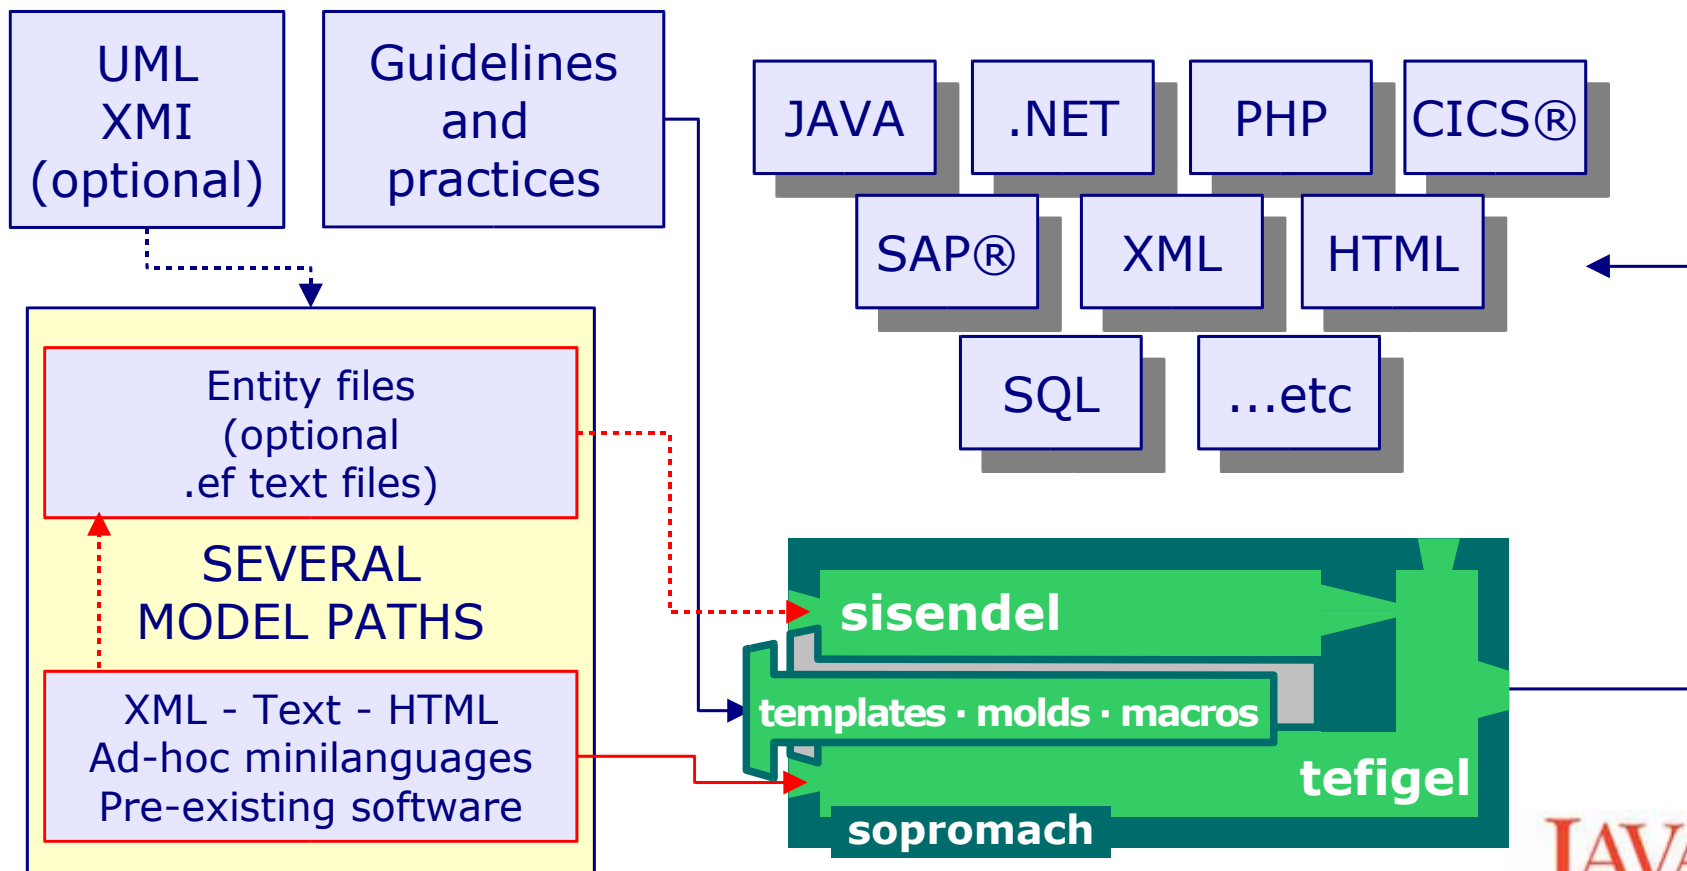 UML
XMI
(optional)
Guidelines
and
practices
JAVA
.NET
PHP
CICS®
SAP®
XML
HTML
SQL
...etc
Entity files
(optional
.ef text files)
SEVERAL
MODEL PATHS
XML - Text - HTML
Ad-hoc minilanguages
Pre-existing software
sisendel
templates · molds · macros
tefigel
sopromach
JAVA